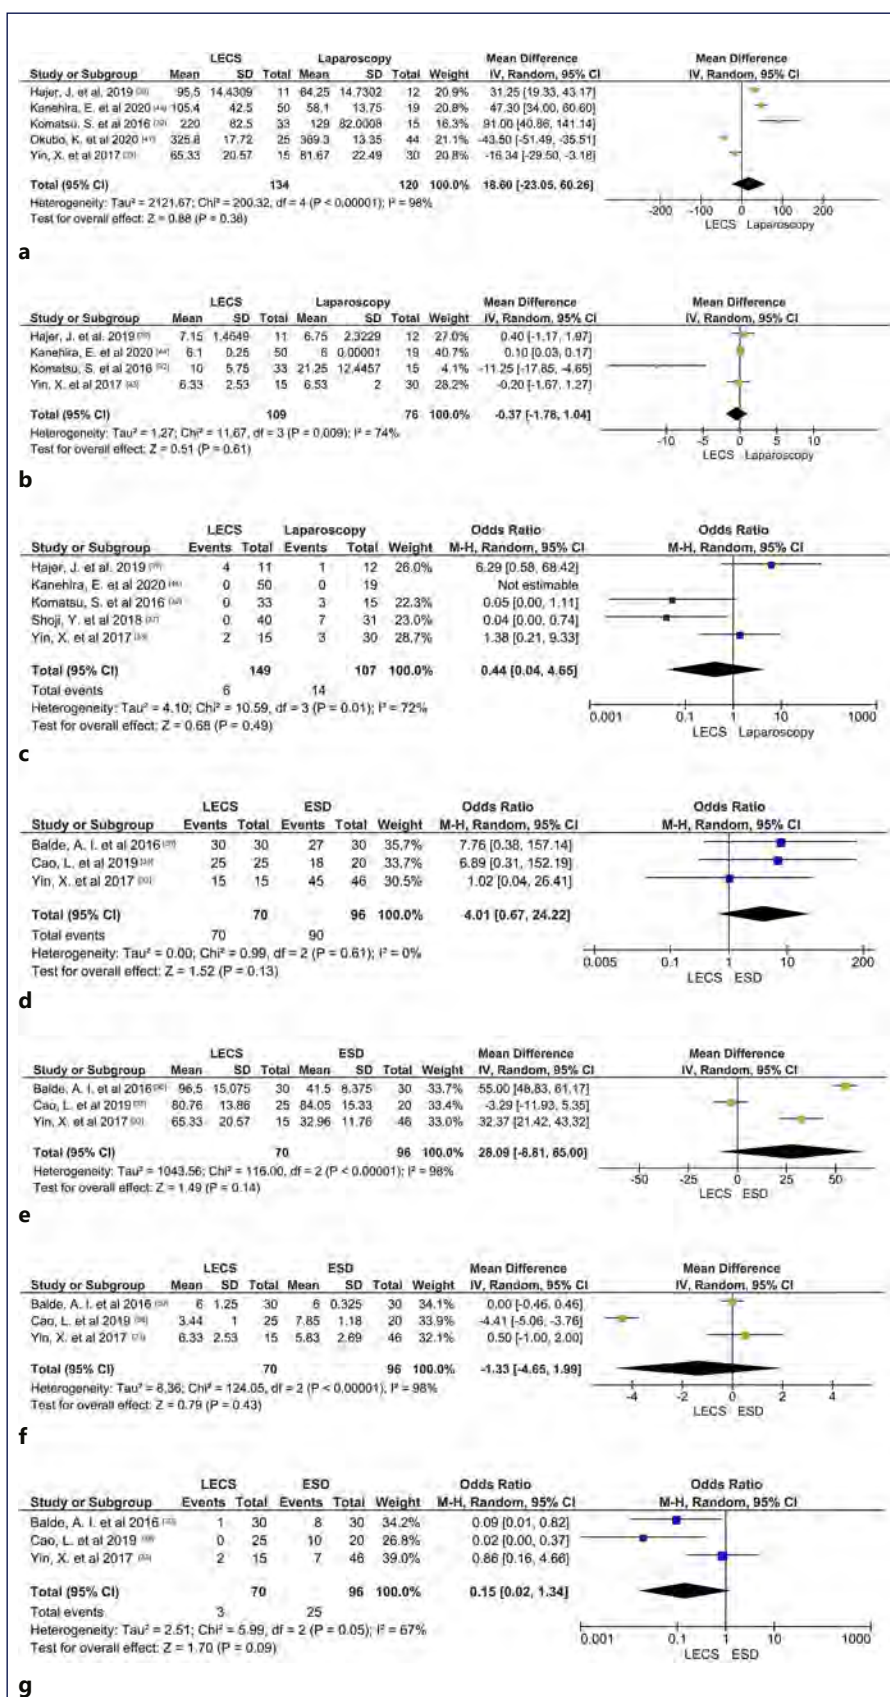 LECS Laparoscopy Mean Difference Mean Difference
Study or Subgroup Mean SD Total Mean SD Total Weight IV, Random, 95% CI IV, Random, 95% CI
Hajer, J. et al. 2019 95,5 14.4309 11 64.25 14.7302 12 20.9% 31.25 [19.33, 43.17]
Kanehira, E. et al 2020 105.4 42.5 50 58.1 13.75 19 20.8% 47.30 [34.00, 60.60]
Komatsu, S. et al 2016 220 82.5 33 129 82.0008 15 16.3% 91.00 [40.86, 141.14]
Okubo, K. et al 2020 325.8 17.72 25 369.3 13.35 44 21.1% -43.50 [-51.49, -35.51]
Yin, X. et al 2017 65.33 20.57 15 81.67 22.49 30 20.8% -16.34 [-29.50, -3.18]
Total (95% CI) 134 120 100.0% 18.60 [-23.05, 60.26]
Heterogeneity: Tau² = 2121.67; Chi² = 200.32, df = 4 (P < 0.00001); I² = 98%
Test for overall effect: Z = 0.88 (P = 0.38)
-200 -100 0 100 200
LECS Laparoscopy
a
LECS Laparoscopy Mean Difference Mean Difference
Study or Subgroup Mean SD Total Mean SD Total Weight IV, Random, 95% CI IV, Random, 95% CI
Hajer, J. et al. 2019 7.15 1.4649 11 6.75 2.3229 12 27.0% 0.40 [-1.17, 1.97]
Kanehira, E. et al 2020 6.1 0.25 50 6 0.00001 19 40.7% 0.10 [0.03, 0.17]
Komatsu, S. et al 2016 10 5.75 33 21.25 12.4457 15 4.1% -11.25 [-17.85, -4.65]
Yin, X. et al 2017 6.33 2.53 15 6.53 2 30 28.2% -0.20 [-1.67, 1.27]
Total (95% CI) 109 76 100.0% -0.37 [-1.78, 1.04]
Heterogeneity: Tau² = 1.27; Chi² = 11.67, df = 3 (P = 0.009); I² = 74%
Test for overall effect: Z = 0.51 (P = 0.61)
-10 -5 0 5 10
LECS Laparoscopy
b
LECS Laparoscopy Odds Ratio Odds Ratio
Study or Subgroup Events Total Events Total Weight M-H, Random, 95% CI M-H, Random, 95% CI
Hajer, J. et al. 2019 4 11 1 12 26.0% 6.29 [0.58, 68.42]
Kanehira, E. et al 2020 0 50 0 19 Not estimable
Komatsu, S. et al 2016 0 33 3 15 22.3% 0.05 [0.00, 1.11]
Shoji, Y. et al 2018 0 40 7 31 23.0% 0.04 [0.00, 0.74]
Yin, X. et al 2017 2 15 3 30 28.7% 1.38 [0.21, 9.33]
Total (95% CI) 149 107 100.0% 0.44 [0.04, 4.65]
Total events 6 14
Heterogeneity: Tau² = 4.10; Chi² = 10.59, df = 3 (P = 0.01); I² = 72%
Test for overall effect: Z = 0.68 (P = 0.49)
0.001 0.1 1 10 1000
LECS Laparoscopy
c
LECS ESD Odds Ratio Odds Ratio
Study or Subgroup Events Total Events Total Weight M-H, Random, 95% CI M-H, Random, 95% CI
Balde, A. I. et al 2016 30 30 27 30 35.7% 7.76 [0.38, 157.14]
Cao, L. et al 2019 25 25 18 20 33.7% 6.89 [0.31, 152.19]
Yin, X. et al 2017 15 15 45 46 30.5% 1.02 [0.04, 26.41]
Total (95% CI) 70 96 100.0% 4.01 [0.67, 24.22]
Total events 70 90
Heterogeneity: Tau² = 0.00; Chi² = 0.99, df = 2 (P = 0.61); I² = 0%
Test for overall effect: Z = 1.52 (P = 0.13)
0.005 0.1 1 10 200
LECS ESD
d
LECS ESD Mean Difference Mean Difference
Study or Subgroup Mean SD Total Mean SD Total Weight IV, Random, 95% CI IV, Random, 95% CI
Balde, A. I. et al 2016 96,5 15,075 30 41.5 8.375 30 33.7% 55.00 [48.83, 61.17]
Cao, L. et al 2019 80.76 13.86 25 84.05 15.33 20 33.4% -3.29 [-11.93, 5.35]
Yin, X. et al 2017 65.33 20.57 15 32.96 11.76 46 33.0% 32.37 [21.42, 43.32]
Total (95% CI) 70 96 100.0% 28.09 [-8.81, 65.00]
Heterogeneity: Tau² = 1043.56; Chi² = 116.00, df = 2 (P < 0.00001); I² = 98%
Test for overall effect: Z = 1.49 (P = 0.14)
-50 -25 0 25 50
LECS ESD
e
LECS ESD Mean Difference Mean Difference
Study or Subgroup Mean SD Total Mean SD Total Weight IV, Random, 95% CI IV, Random, 95% CI
Balde, A. I. et al 2016 6 1.25 30 6 0.325 30 34.1% 0.00 [-0.46, 0.46]
Cao, L. et al 2019 3.44 1 25 7.85 1.18 20 33.9% -4.41 [-5.06, -3.76]
Yin, X. et al 2017 6.33 2.53 15 5.83 2.69 46 32.1% 0.50 [-1.00, 2.00]
Total (95% CI) 70 96 100.0% -1.33 [-4.65, 1.99]
Heterogeneity: Tau² = 8.36; Chi² = 124.05, df = 2 (P < 0.00001), I² = 98%
Test for overall effect: Z = 0.79 (P = 0.43)
-4 -2 0 2 4
LECS ESD
f
LECS ESD Odds Ratio Odds Ratio
Study or Subgroup Events Total Events Total Weight M-H, Random, 95% CI M-H, Random, 95% CI
Balde, A. I. et al 2016 1 30 8 30 34.2% 0.09 [0.01, 0.82]
Cao, L. et al 2019 0 25 10 20 26.8% 0.02 [0.00, 0.37]
Yin, X. et al 2017 2 15 7 46 39.0% 0.86 [0.16, 4.66]
Total (95% CI) 70 96 100.0% 0.15 [0.02, 1.34]
Total events 3 25
Heterogeneity: Tau² = 2.51; Chi² = 5.99, df = 2 (P = 0.05); I² = 67%
Test for overall effect: Z = 1.70 (P = 0.09)
0.001 0.1 1 10 1000
LECS ESD
g